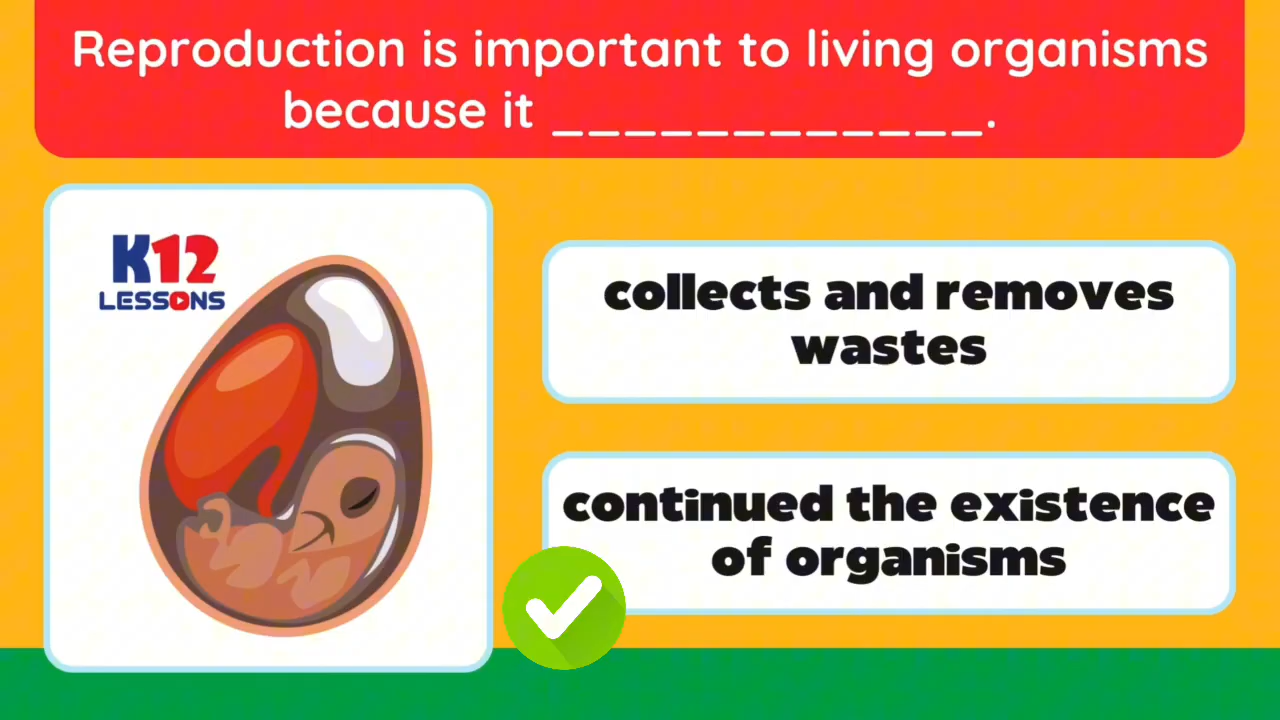 Reproduction is important to living organisms
because it _ _ _ _ _ _ _ _ _ _ _ _.
K12
LESSONS
collects and removes
wastes
continued the existence
of organisms